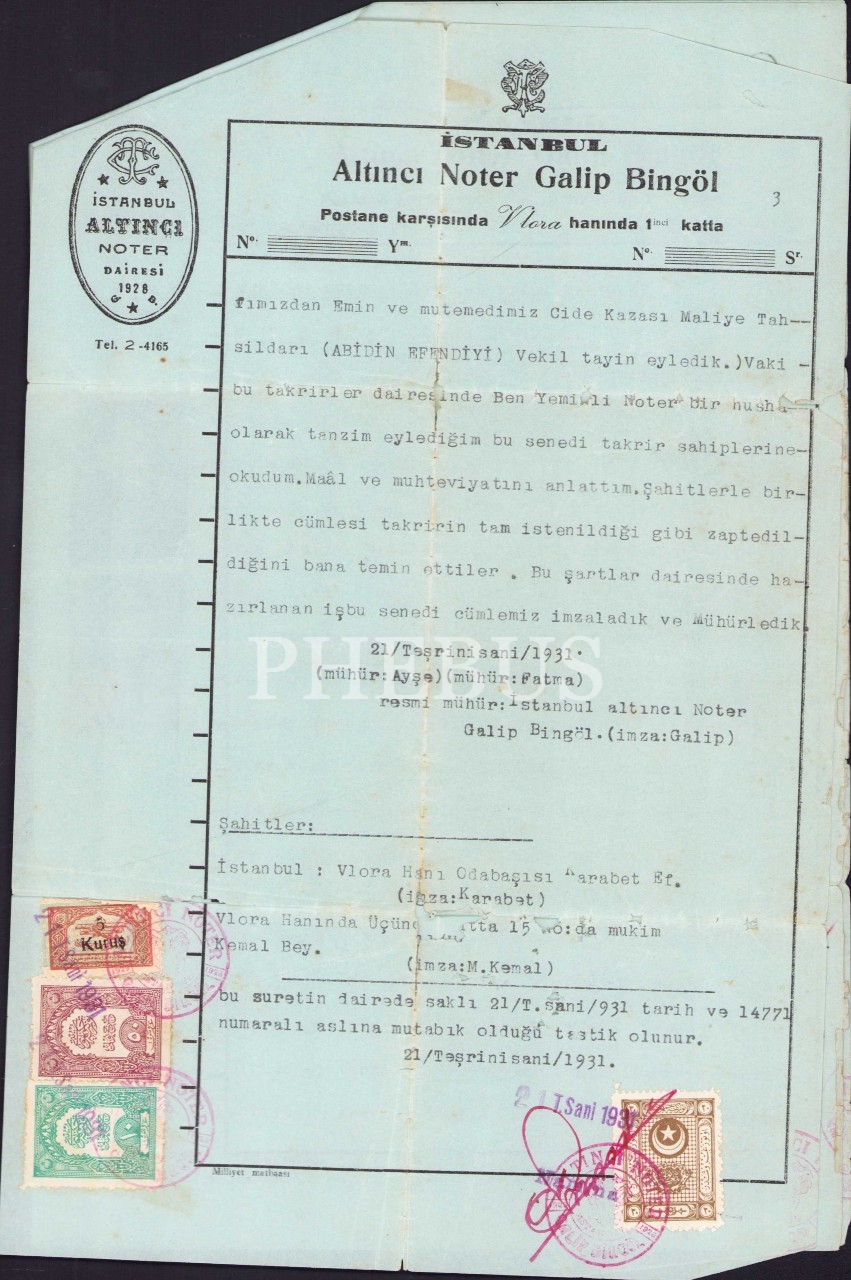 İSTANBUL
Altıncı Noter Galip Bingöl
3
Postane karşısında Vlora hanında 1inci katta
No. Ym. No. Sr.
İSTANBUL
ALTINCI
NOTER
DAİRESİ
1928
G. B.
Tel. 2-4165
fımızdan Emin ve mutemedimiz Cide Kazası Maliye Tah--
sildarı (ABİDİN EFENDİYİ) Vekil tayin eyledik.)Vaki -
bu takrirler dairesinde Ben Yeminli Noter bir nusha-
olarak tanzim eylediğim bu senedi takrir sahiplerine-
okudum.Maâl ve muhteviyatını anlattım.Şahitlerle bir-
likte cümlesi takririn tam istenildiği gibi zaptedil-
diğini bana temin ettiler . Bu şartlar dairesinde ha-
zırlanan işbu senedi cümlemiz imzaladık ve Mühürledik.
21/Teşrinisani/1931.
(mühür:Ayşe)(mühür:Fatma)
resmi mühür:İstanbul altıncı Noter
Galip Bingöl.(imza:Galip)
PHEBUS
Şahitler:
İstanbul : Vlora Hanı Odabaşısı Karabet Ef.
(imza:Karabet)
Vlora Hanında 15 No:da mukim
Kemal Bey.
(imza:M.Kemal)
bu suretin dairede saklı 21/T.sani/931 tarih ve 14771
numaralı aslına mutabık olduğu tastik olunur.
21/Teşrinisani/1931.
5
Kuruş
T.Sani 1931
ALTINCI NOTER
Milliyet matbaası